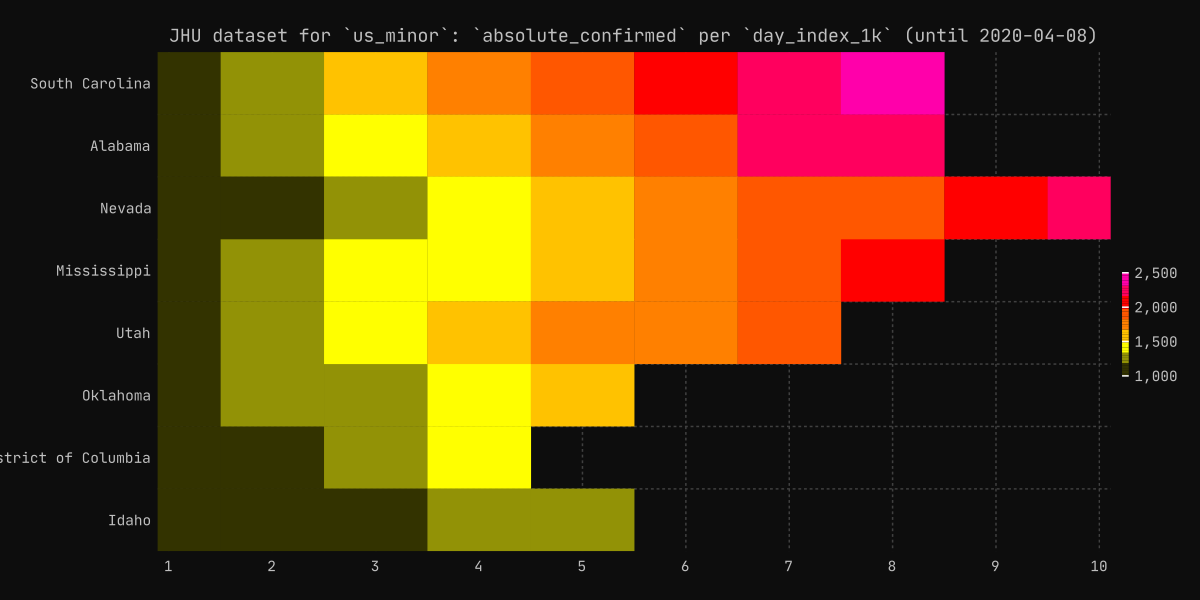 JHU dataset for `us_minor`: `absolute_confirmed` per `day_index_1k` (until 2020-04-08)
South Carolina
Alabama
Nevada
Mississippi
Utah
Oklahoma
strict of Columbia
Idaho
1 2 3 4 5 6 7 8 9 10
2,500
2,000
1,500
1,000